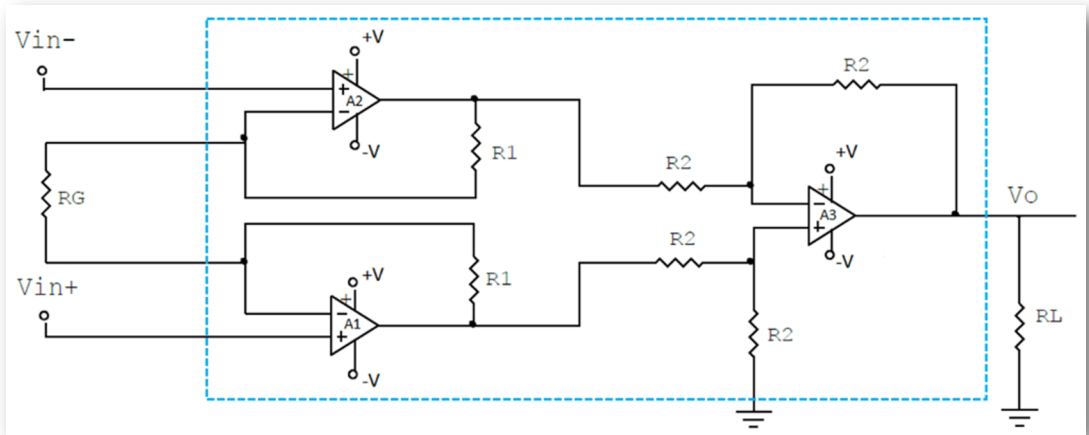 Vin-
+V
+
+
A2
-
-V
R1
RG
R2
R2
+V
+
-
A3
+
-V
Vo
R2
Vin+
+V
+
-
A1
+
-V
R1
R2
RL